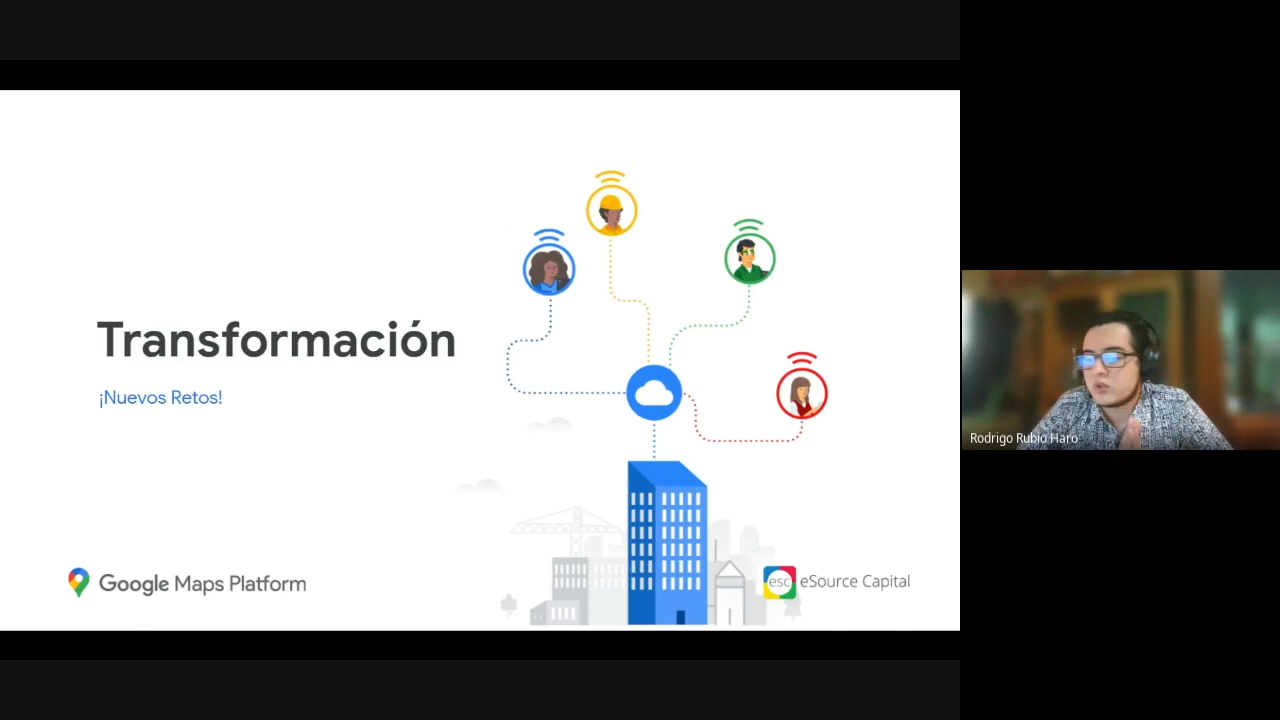 Transformación
¡Nuevos Retos!
Google Maps Platform
esc eSource Capital
Rodrigo Rubio Haro